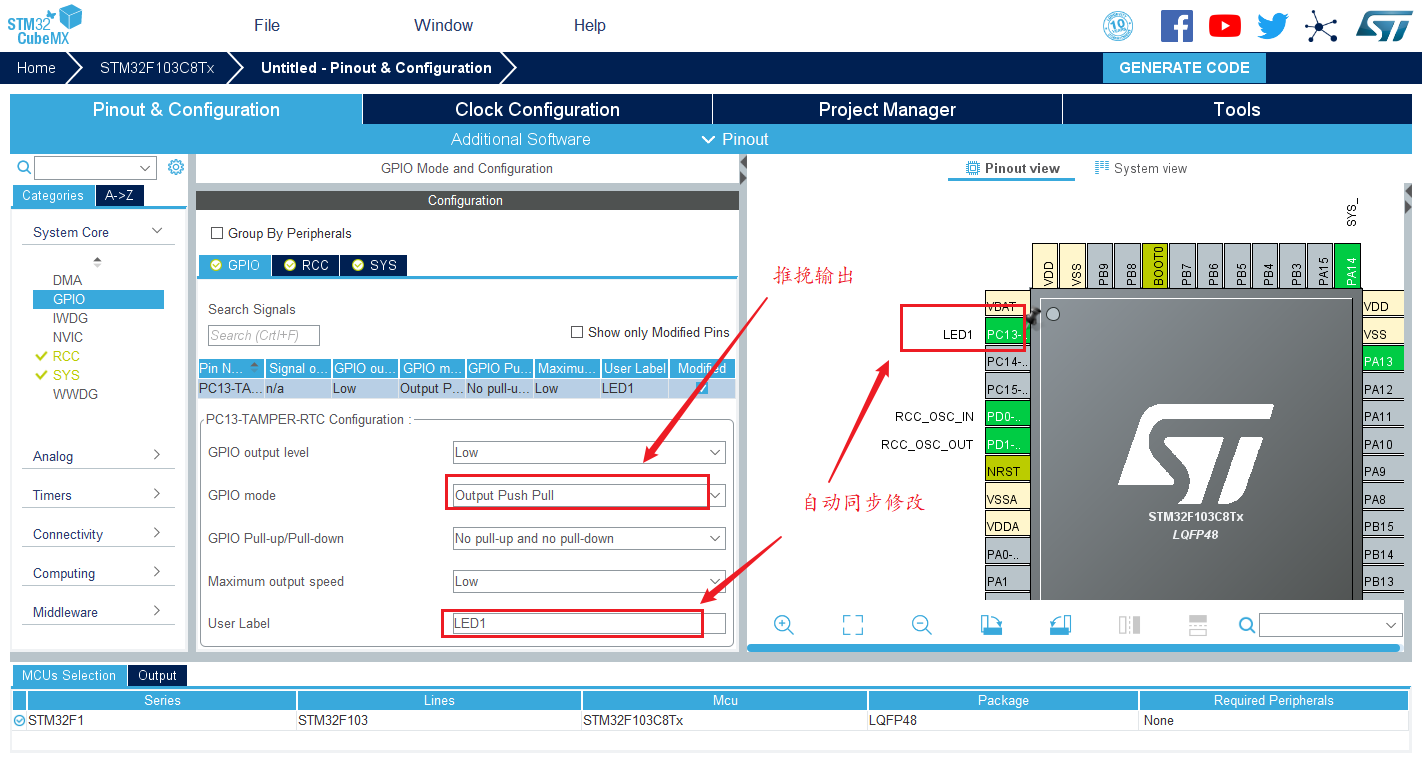 STM32
CubeMX
File Window Help
10
ST
Home STM32F103C8Tx Untitled - Pinout & Configuration GENERATE CODE
Pinout & Configuration Clock Configuration Project Manager Tools
Additional Software Pinout
Categories A->Z
System Core
DMA
GPIO
IWDG
NVIC
RCC
SYS
WWDG
Analog
Timers
Connectivity
Computing
Middleware
GPIO Mode and Configuration
Configuration
Group By Peripherals
GPIO RCC SYS
Search Signals
Search (Crtl+F)
Show only Modified Pins
Pin N... Signal o... GPIO ou... GPIO m... GPIO Pu... Maximu... User Label Modified
PC13-TA... n/a Low Output P... No pull-u... Low LED1
PC13-TAMPER-RTC Configuration :
GPIO output level Low
GPIO mode Output Push Pull
GPIO Pull-up/Pull-down No pull-up and no pull-down
Maximum output speed Low
User Label LED1
推挽输出
自动同步修改
Pinout view System view
SYS_
VDD VSS PB9 PB8 BOOT0 PB7 PB6 PB5 PB4 PB3 PA15 PA14
VBAT
LED1 PC13-..
PC14-..
PC15-..
RCC_OSC_IN PD0-..
RCC_OSC_OUT PD1-..
NRST
VSSA
VDDA
PA0-..
PA1
VDD
VSS
PA13
PA12
PA11
PA10
PA9
PA8
PB15
PB14
PB13
ST
STM32F103C8Tx
LQFP48
MCUs Selection Output
Series Lines Mcu Package Required Peripherals
STM32F1 STM32F103 STM32F103C8Tx LQFP48 None